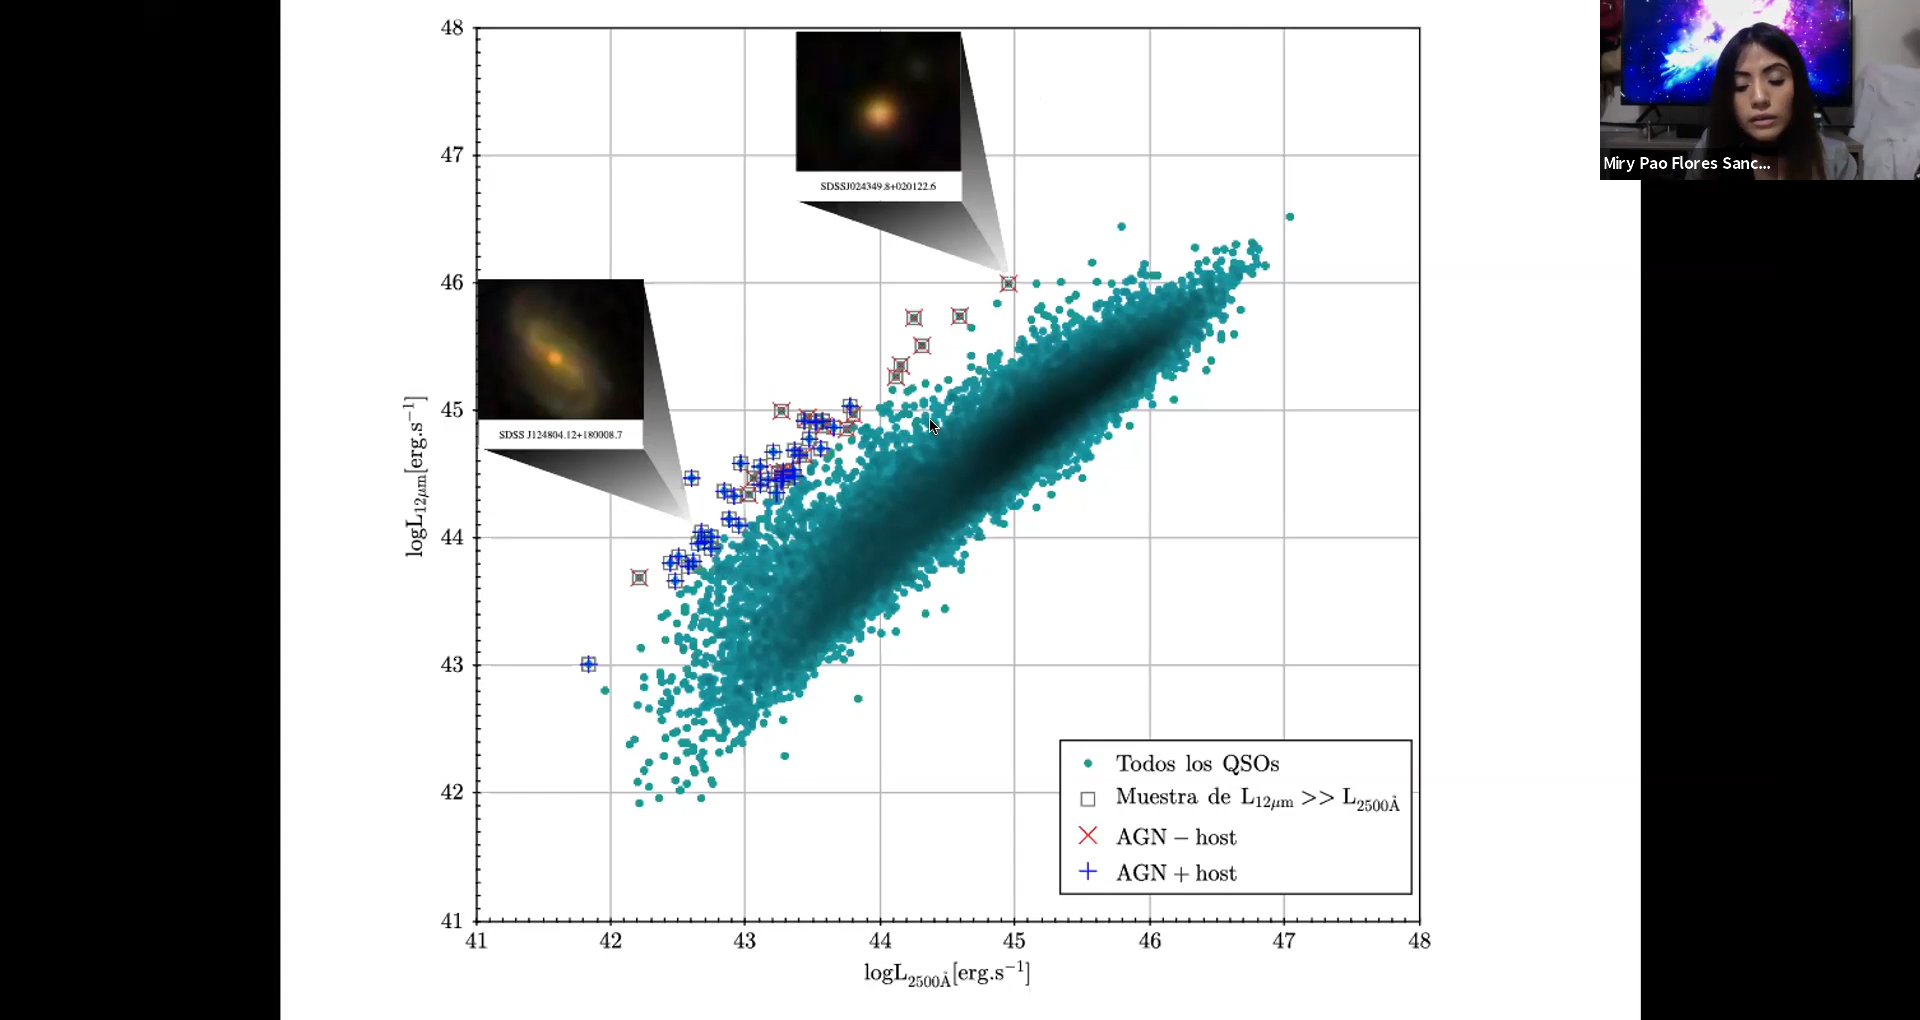 48
47
46
45
44
43
42
41
logL12μm[erg.s−1]
SDSSJ024349.8+020122.6
SDSS J124804.12+180008.7
Todos los QSOs
Muestra de L12μm >> L2500Å
AGN − host
AGN + host
41 42 43 44 45 46 47 48
logL2500Å[erg.s−1]
Miry Pao Flores Sanc...